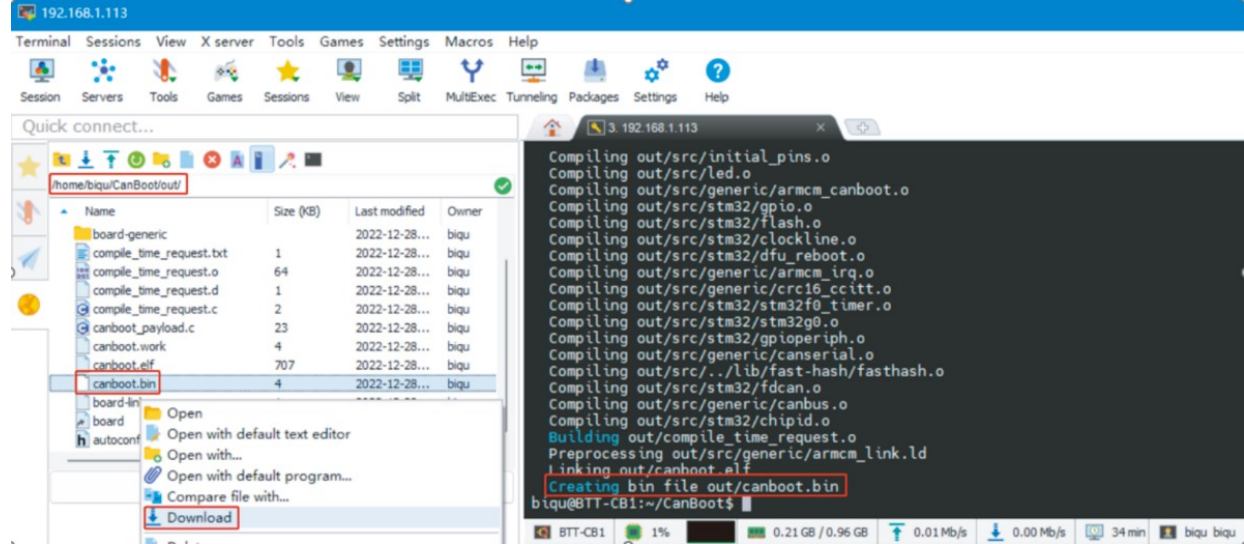 192.168.1.113
Terminal Sessions View X server Tools Games Settings Macros Help
Session Servers Tools Games Sessions View Split MultiExec Tunneling Packages Settings Help
Quick connect...
3. 192.168.1.113
/home/biqu/CanBoot/out/
Name Size (KB) Last modified Owner
board-generic 2022-12-28... biqu
compile_time_request.txt 1 2022-12-28... biqu
compile_time_request.o 64 2022-12-28... biqu
compile_time_request.d 1 2022-12-28... biqu
compile_time_request.c 2 2022-12-28... biqu
canboot_payload.c 23 2022-12-28... biqu
canboot.work 4 2022-12-28... biqu
canboot.elf 707 2022-12-28... biqu
canboot.bin 4 2022-12-28... biqu
board
autoconf
Open
Open with default text editor
Open with...
Open with default program...
Compare file with...
Download
Compiling out/src/initial_pins.o
Compiling out/src/led.o
Compiling out/src/generic/armcm_canboot.o
Compiling out/src/stm32/gpio.o
Compiling out/src/stm32/flash.o
Compiling out/src/stm32/clockline.o
Compiling out/src/stm32/dfu_reboot.o
Compiling out/src/generic/armcm_irq.o
Compiling out/src/generic/crc16_ccitt.o
Compiling out/src/stm32/stm32f0_timer.o
Compiling out/src/stm32/stm32g0.o
Compiling out/src/stm32/gpioperiph.o
Compiling out/src/generic/canserial.o
Compiling out/src/../lib/fast-hash/fasthash.o
Compiling out/src/stm32/fdcan.o
Compiling out/src/generic/canbus.o
Compiling out/src/stm32/chipid.o
Building out/compile_time_request.o
Preprocessing out/src/generic/armcm_link.ld
Linking out/canboot.elf
Creating bin file out/canboot.bin
biqu@BTT-CB1:~/CanBoot$
BTT-CB1 1% 0.21 GB / 0.96 GB 0.01 Mb/s 0.00 Mb/s 34 min biqu biqu